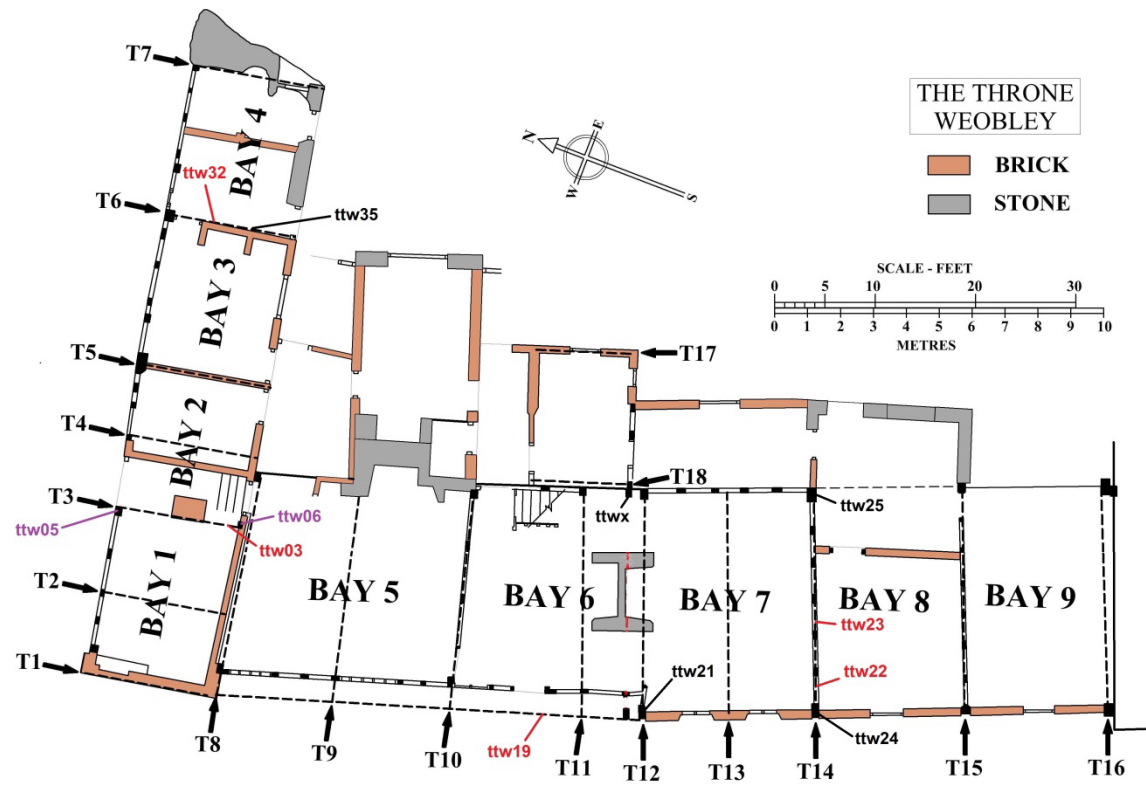 T7
THE THRONE
WEOBLEY
BRICK
STONE
BAY 4
ttw32
T6
ttw35
N
E
W
S
SCALE - FEET
0 5 10 20 30
0 1 2 3 4 5 6 7 8 9 10
METRES
BAY 3
T5
T17
BAY 2
T4
T3
ttw05
ttw06
ttw03
T18
ttwx
ttw25
BAY 1
T2
BAY 5
BAY 6
BAY 7
BAY 8
BAY 9
ttw23
ttw22
T1
ttw21
T8
T9
T10
ttw19
T11
T12
T13
T14
ttw24
T15
T16